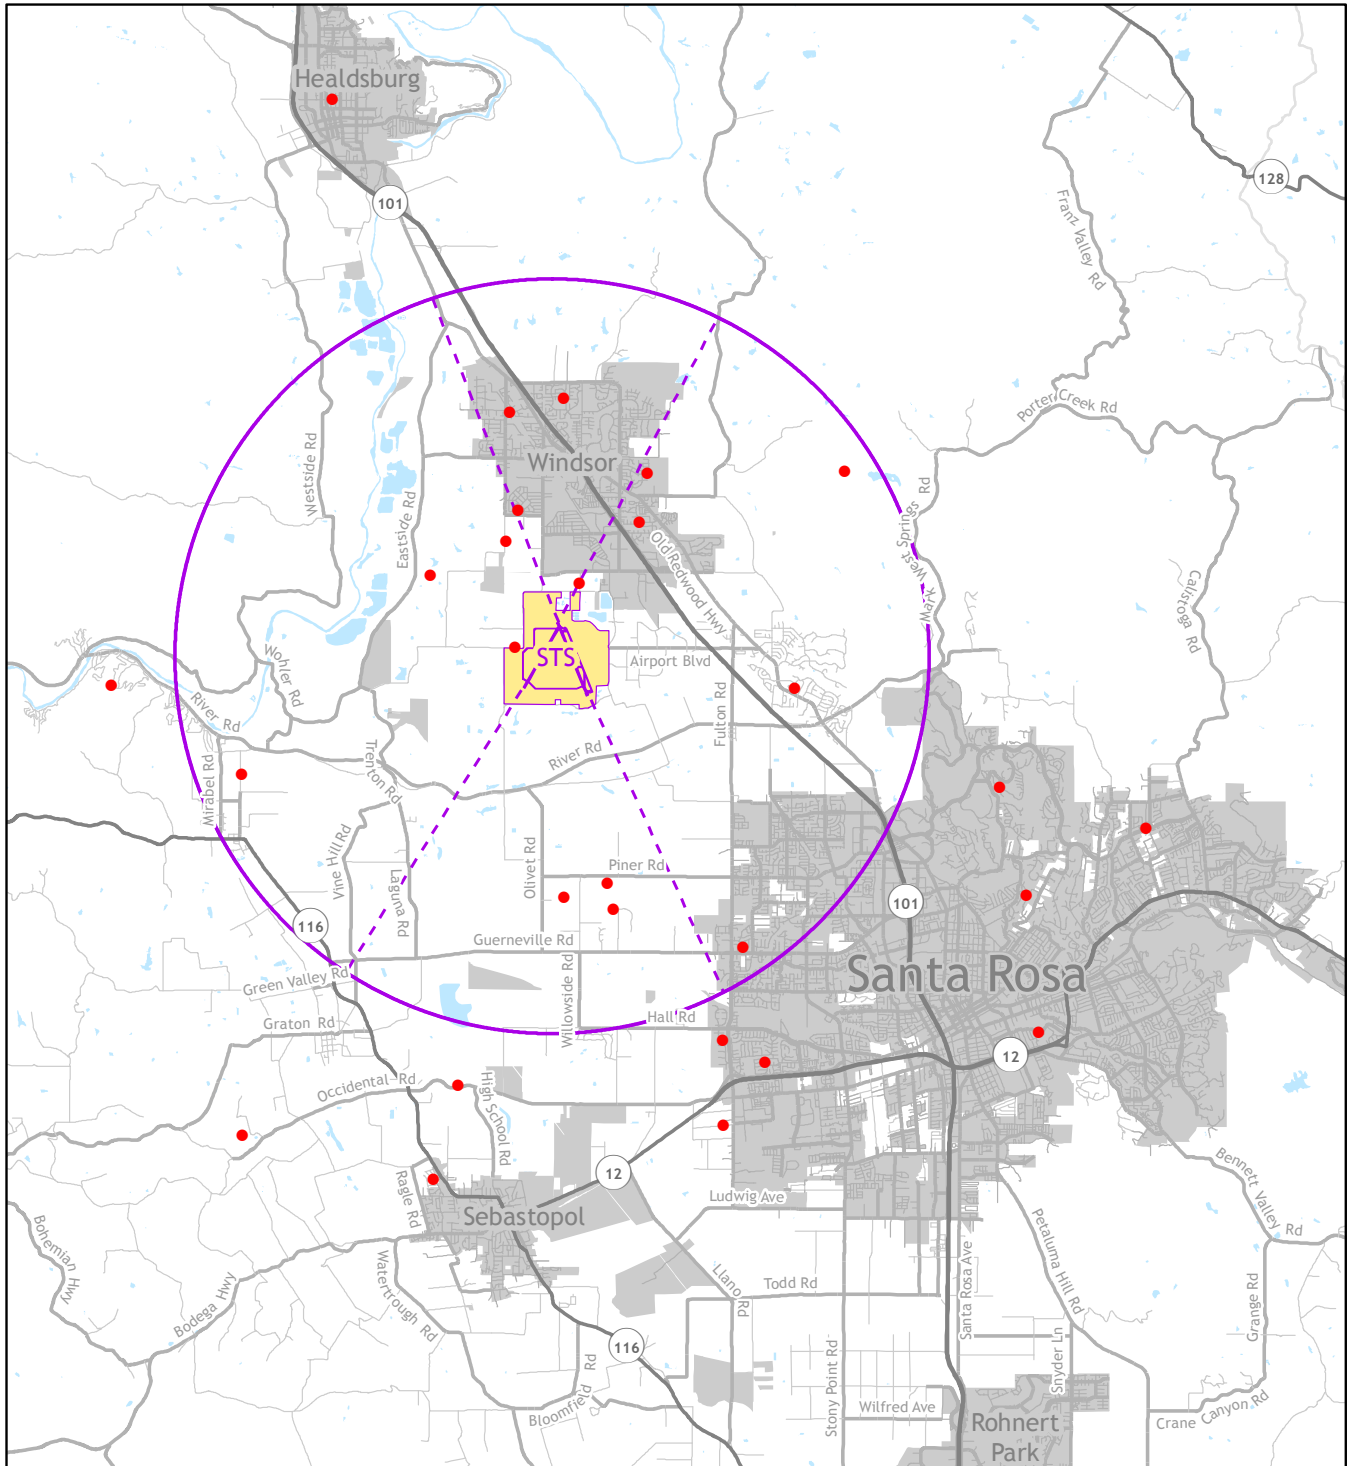 Healdsburg
128
101
Franz Valley Rd
Porter Creek Rd
Westside Rd
Windsor
Eastside Rd
Mark West Springs Rd
Old Redwood Hwy
Calistoga Rd
STS
Airport Blvd
Wohler Rd
River Rd
Fulton Rd
River Rd
Trenton Rd
Mirabel Rd
Vine Hill Rd
Olivet Rd
Piner Rd
Laguna Rd
101
116
Guerneville Rd
Santa Rosa
Green Valley Rd
Willowside Rd
Hall Rd
Graton Rd
12
Occidental Rd
High School Rd
12
Ragle Rd
Ludwig Ave
Bennett Valley Rd
Sebastopol
Bohemian Hwy
Petaluma Hill Rd
Watertrough Rd
Bodega Hwy
Llano Rd
Todd Rd
Santa Rosa Ave
Grange Rd
116
Stony Point Rd
Snyder Ln
Bloomfield Rd
Wilfred Ave
Rohnert
Park
Crane Canyon Rd